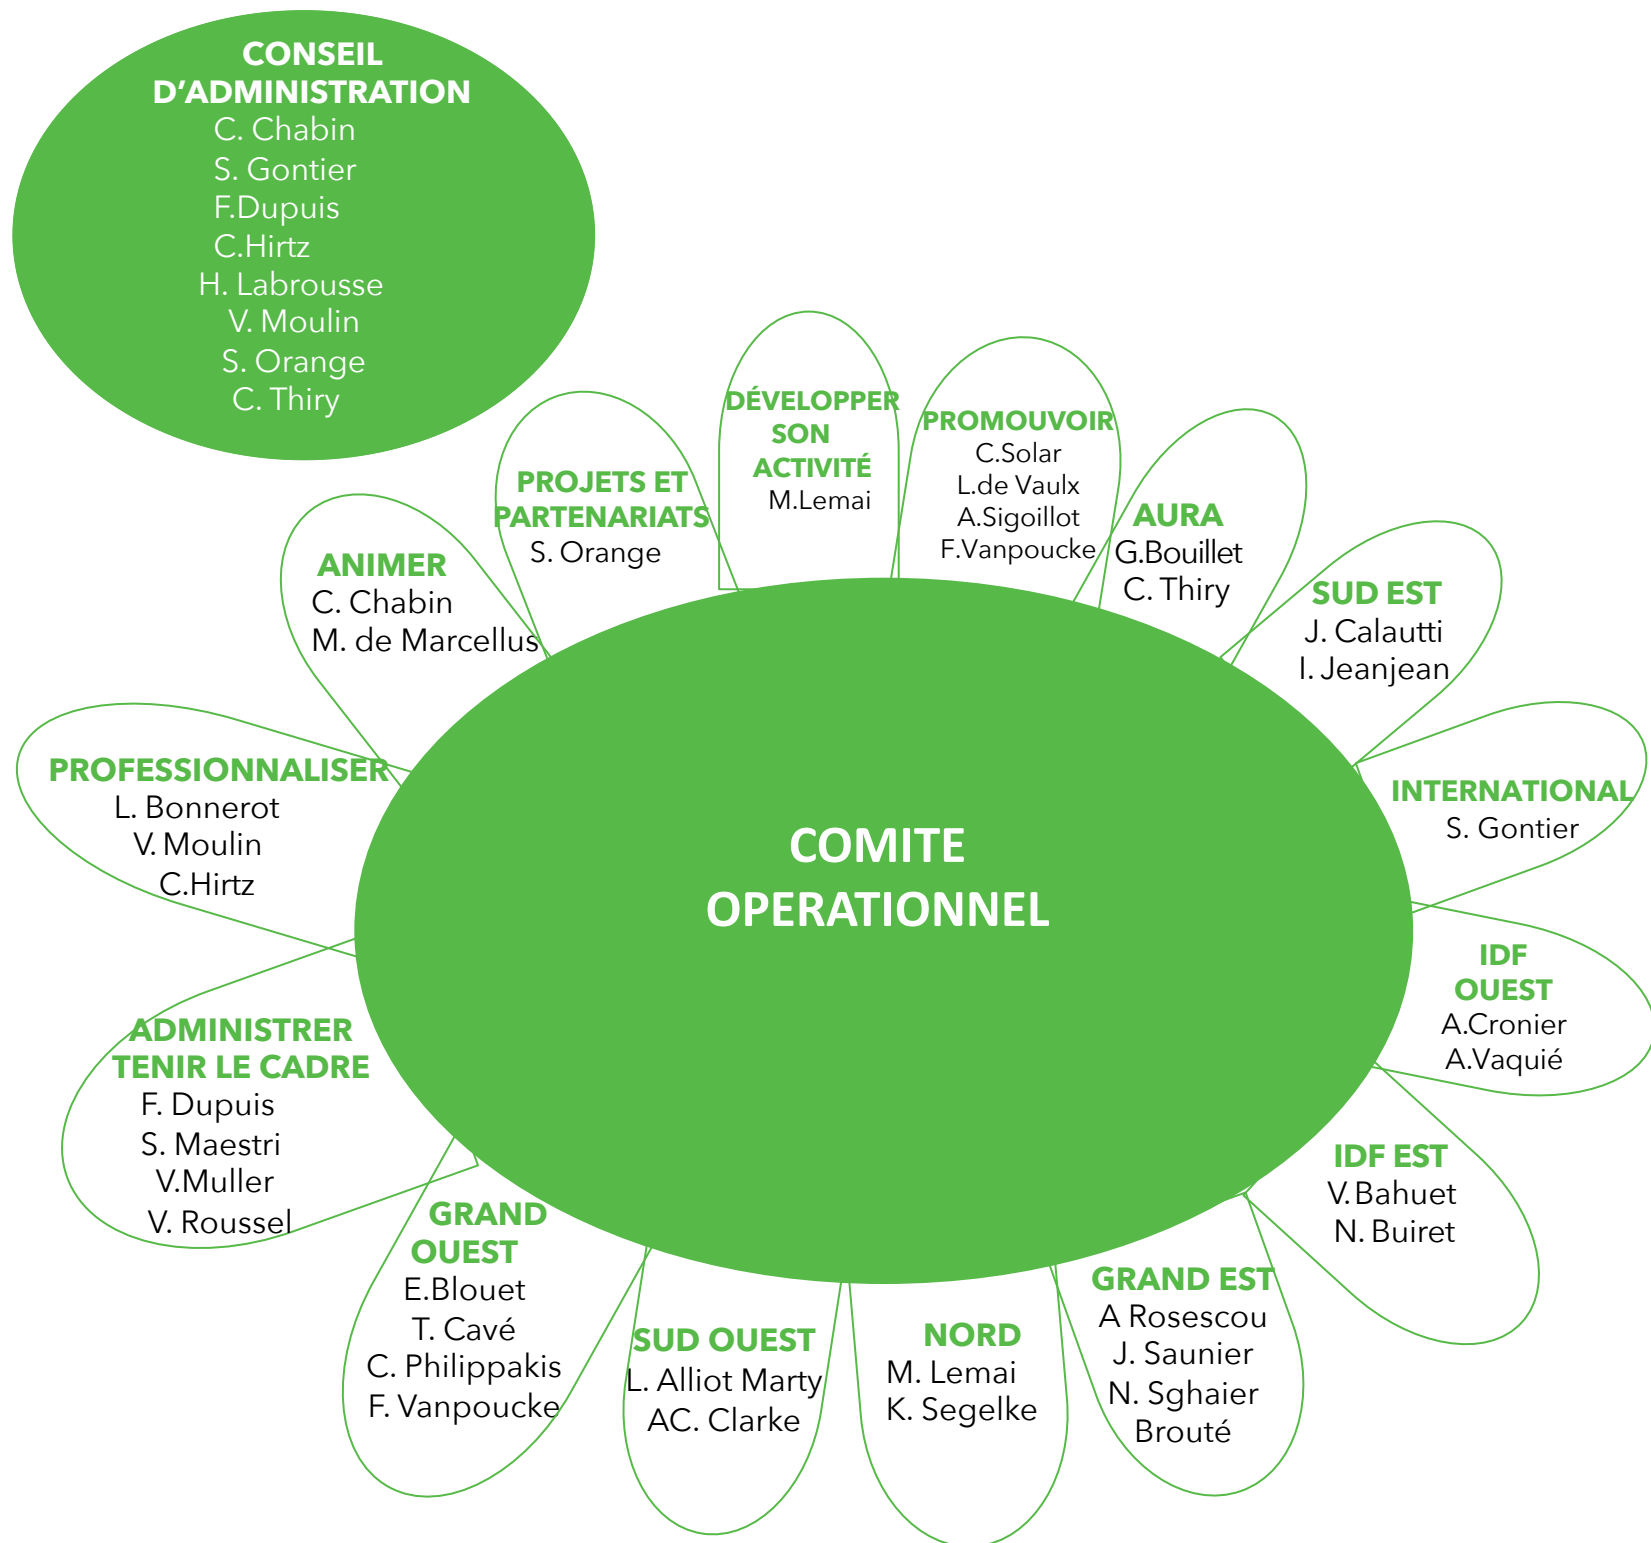 CONSEIL
D’ADMINISTRATION
C. Chabin
S. Gontier
F.Dupuis
C.Hirtz
H. Labrousse
V. Moulin
S. Orange
C. Thiry
DÉVELOPPER
SON
ACTIVITÉ
M.Lemai
PROMOUVOIR
C.Solar
L.de Vaulx
A.Sigoillot
F.Vanpoucke
PROJETS ET
PARTENARIATS
S. Orange
AURA
G.Bouillet
C. Thiry
ANIMER
C. Chabin
M. de Marcellus
SUD EST
J. Calautti
I. Jeanjean
PROFESSIONNALISER
L. Bonnerot
V. Moulin
C.Hirtz
INTERNATIONAL
S. Gontier
COMITE
OPERATIONNEL
IDF
OUEST
A.Cronier
A.Vaquié
ADMINISTRER
TENIR LE CADRE
F. Dupuis
S. Maestri
V.Muller
V. Roussel
IDF EST
V.Bahuet
N. Buiret
GRAND
OUEST
E.Blouet
T. Cavé
C. Philippakis
F. Vanpoucke
SUD OUEST
L. Alliot Marty
AC. Clarke
NORD
M. Lemai
K. Segelke
GRAND EST
A Rosescou
J. Saunier
N. Sghaier
Brouté